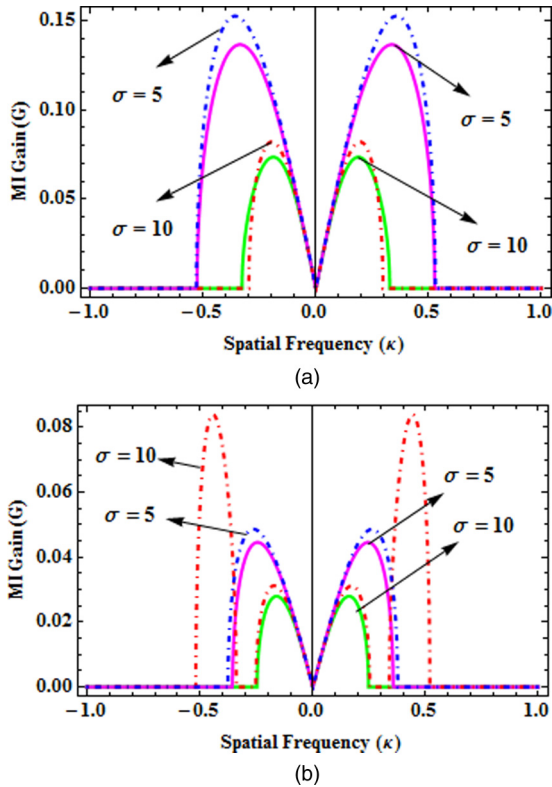 0.15
0.10
0.05
0.00
MI Gain (G)
σ = 5
σ = 5
σ = 10
σ = 10
−1.0 −0.5 0.0 0.5 1.0
Spatial Frequency (κ)
(a)
0.08
0.06
0.04
0.02
0.00
MI Gain (G)
σ = 10
σ = 5
σ = 5
σ = 10
−1.0 −0.5 0.0 0.5 1.0
Spatial Frequency (κ)
(b)